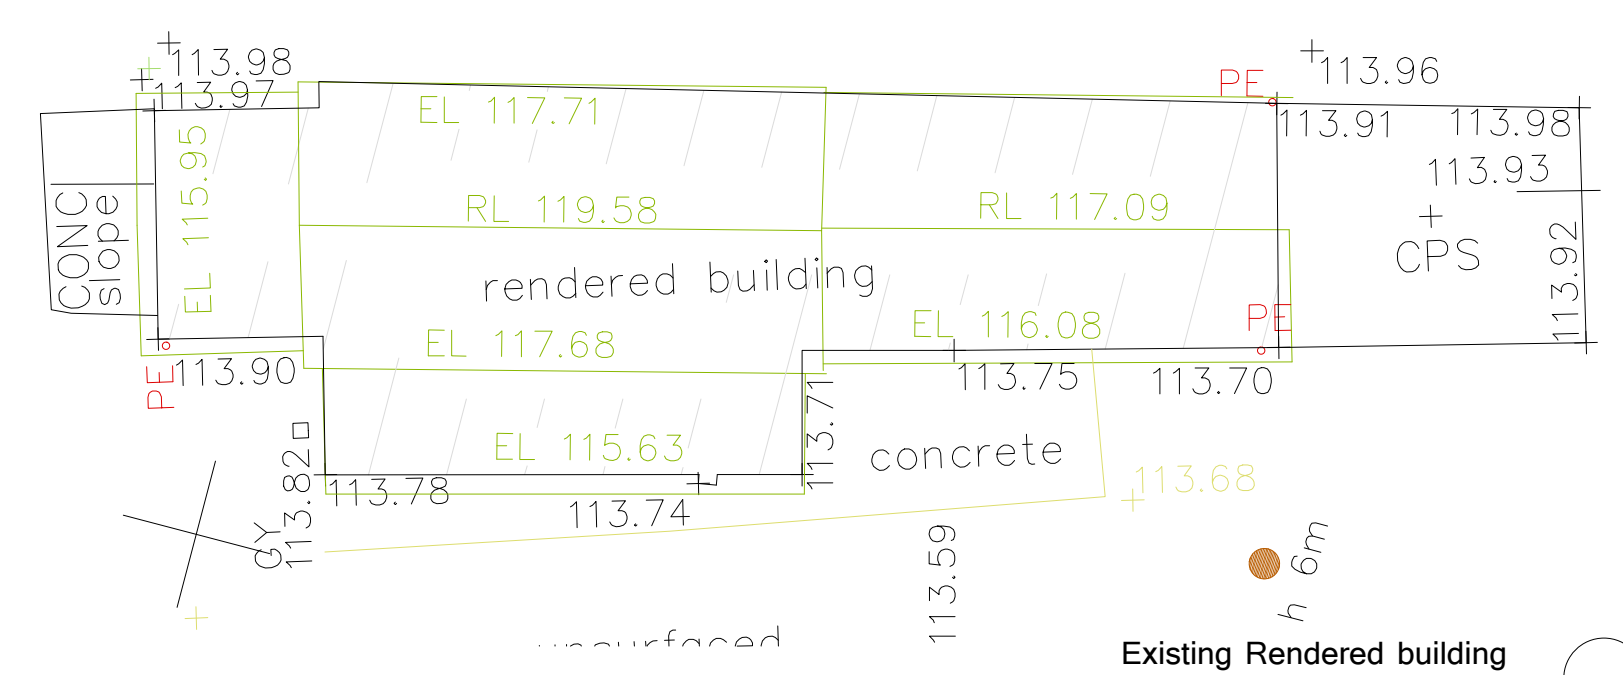 113.98
113.97
PE
113.96
EL 117.71
113.91
113.98
113.93
EL 115.95
CONC
slope
RL 119.58
RL 117.09
CPS
113.92
rendered building
EL 117.68
EL 116.08
PE
PE
113.90
113.75
113.70
113.71
EL 115.63
concrete
113.68
113.78
113.74
113.82
GY
113.59
h 6m
unsurfaced
Existing Rendered building